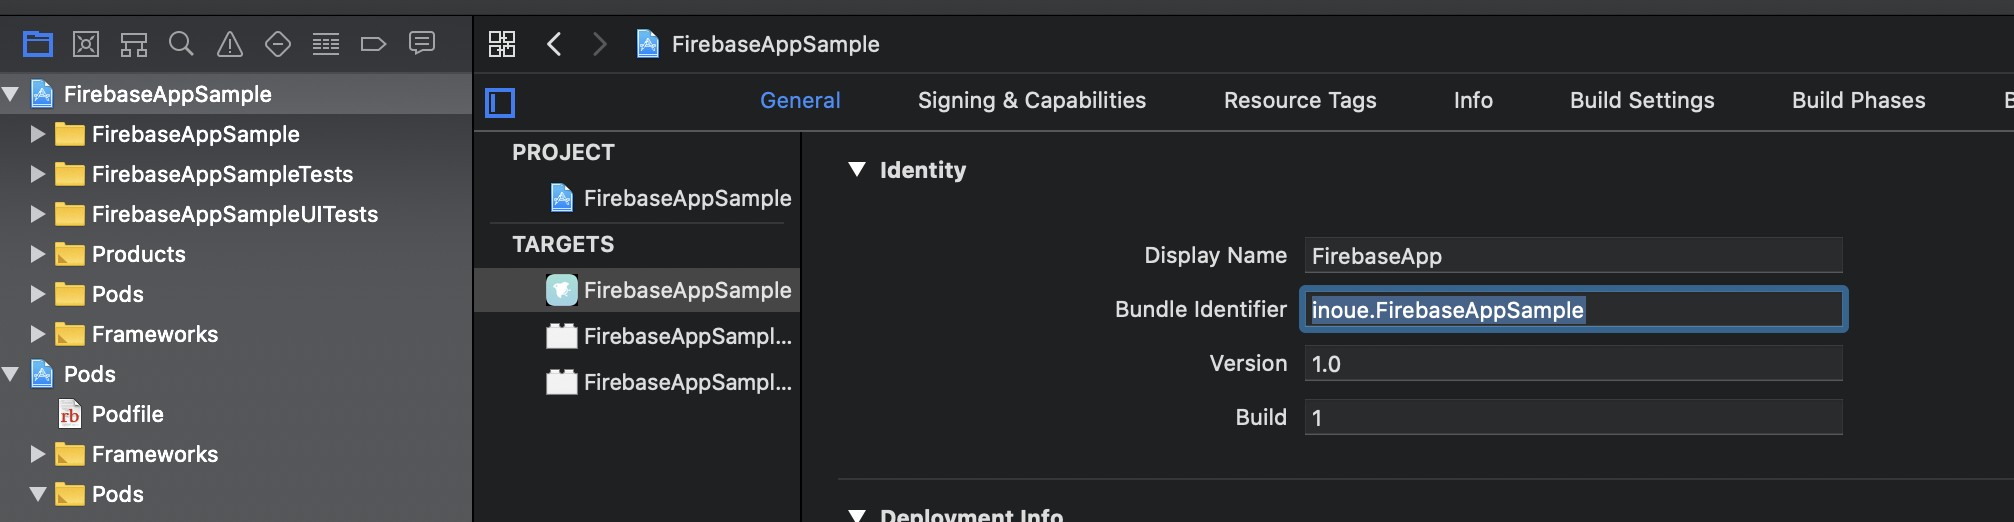 FirebaseAppSample
FirebaseAppSample
FirebaseAppSampleTests
FirebaseAppSampleUITests
Products
Pods
Frameworks
Pods
rb Podfile
Frameworks
Pods
FirebaseAppSample
General Signing & Capabilities Resource Tags Info Build Settings Build Phases B
PROJECT
FirebaseAppSample
TARGETS
FirebaseAppSample
FirebaseAppSampl...
FirebaseAppSampl...
Identity
Display Name FirebaseApp
Bundle Identifier inoue.FirebaseAppSample
Version 1.0
Build 1
Deployment Info